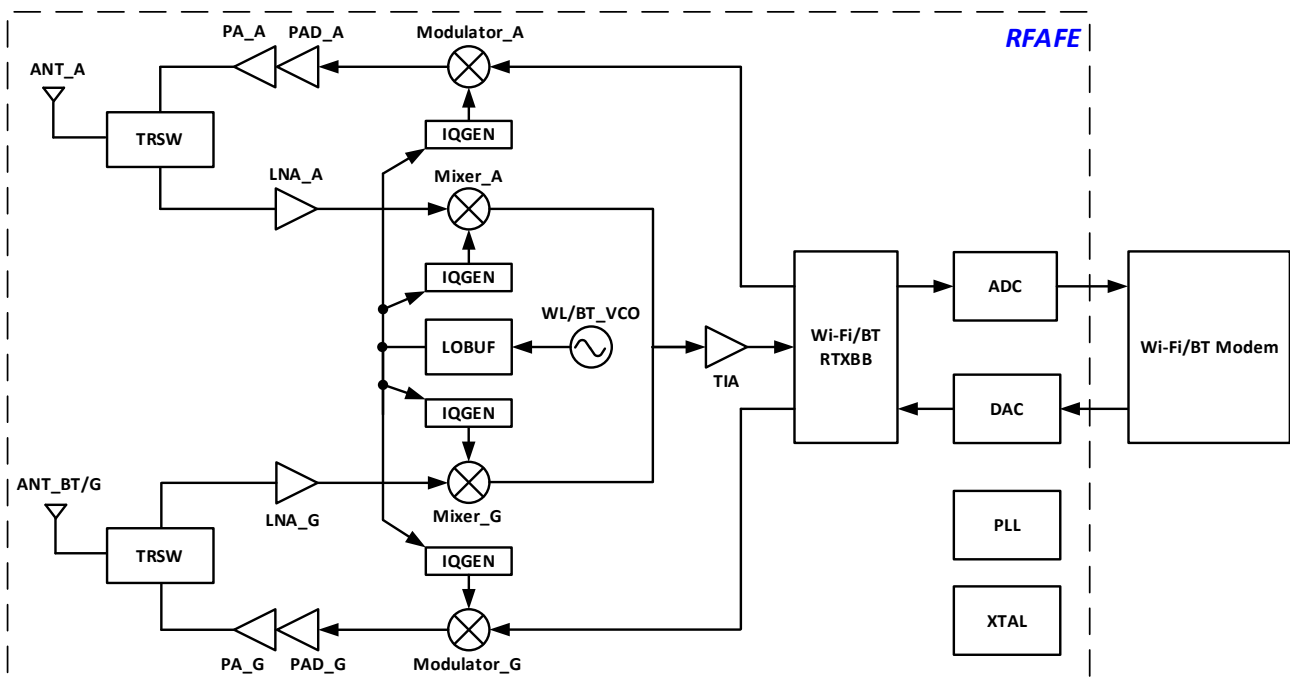 PA_A
PAD_A
Modulator_A
RFAFE
ANT_A
TRSW
IQGEN
LNA_A
Mixer_A
IQGEN
WL/BT_VCO
LOBUF
TIA
Wi-Fi/BT
RTXBB
ADC
Wi-Fi/BT Modem
DAC
IQGEN
ANT_BT/G
LNA_G
Mixer_G
PLL
TRSW
IQGEN
XTAL
PA_G
PAD_G
Modulator_G